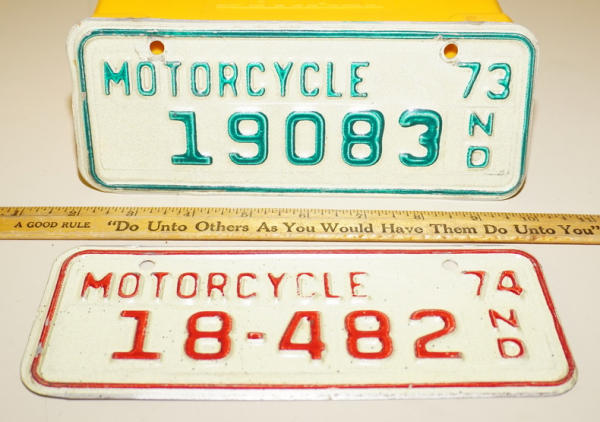 MOTORCYCLE 73
19083 ND
A GOOD RULE "Do Unto Others As You Would Have Them Do Unto You"
MOTORCYCLE 74
18-482 ND